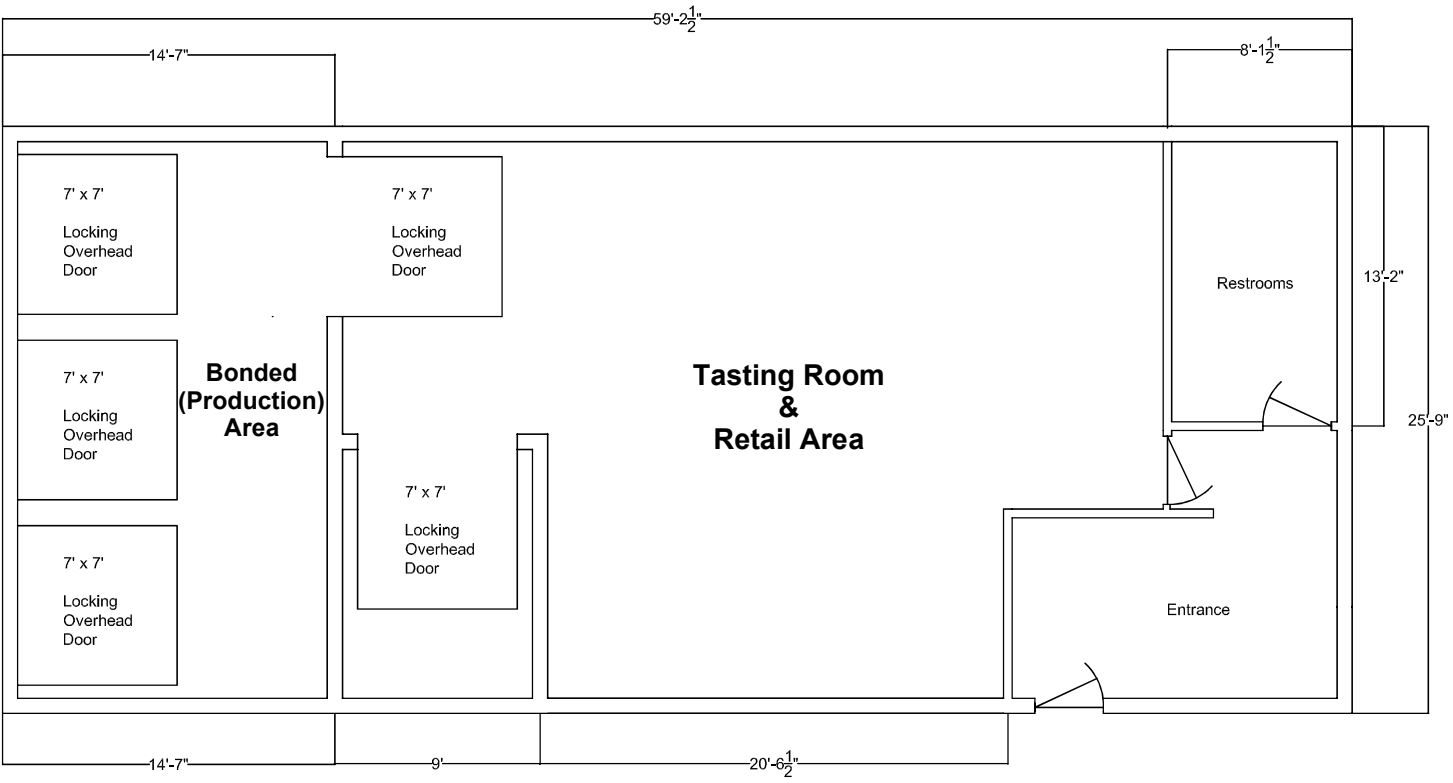 59'-2 1/2"
14'-7"
8'-1 1/2"
7' x 7'
Locking
Overhead
Door
7' x 7'
Locking
Overhead
Door
Restrooms
13'-2"
Bonded
(Production)
Area
7' x 7'
Locking
Overhead
Door
Tasting Room
&
Retail Area
25'-9"
7' x 7'
Locking
Overhead
Door
7' x 7'
Locking
Overhead
Door
Entrance
14'-7"
9'
20'-6 1/2"